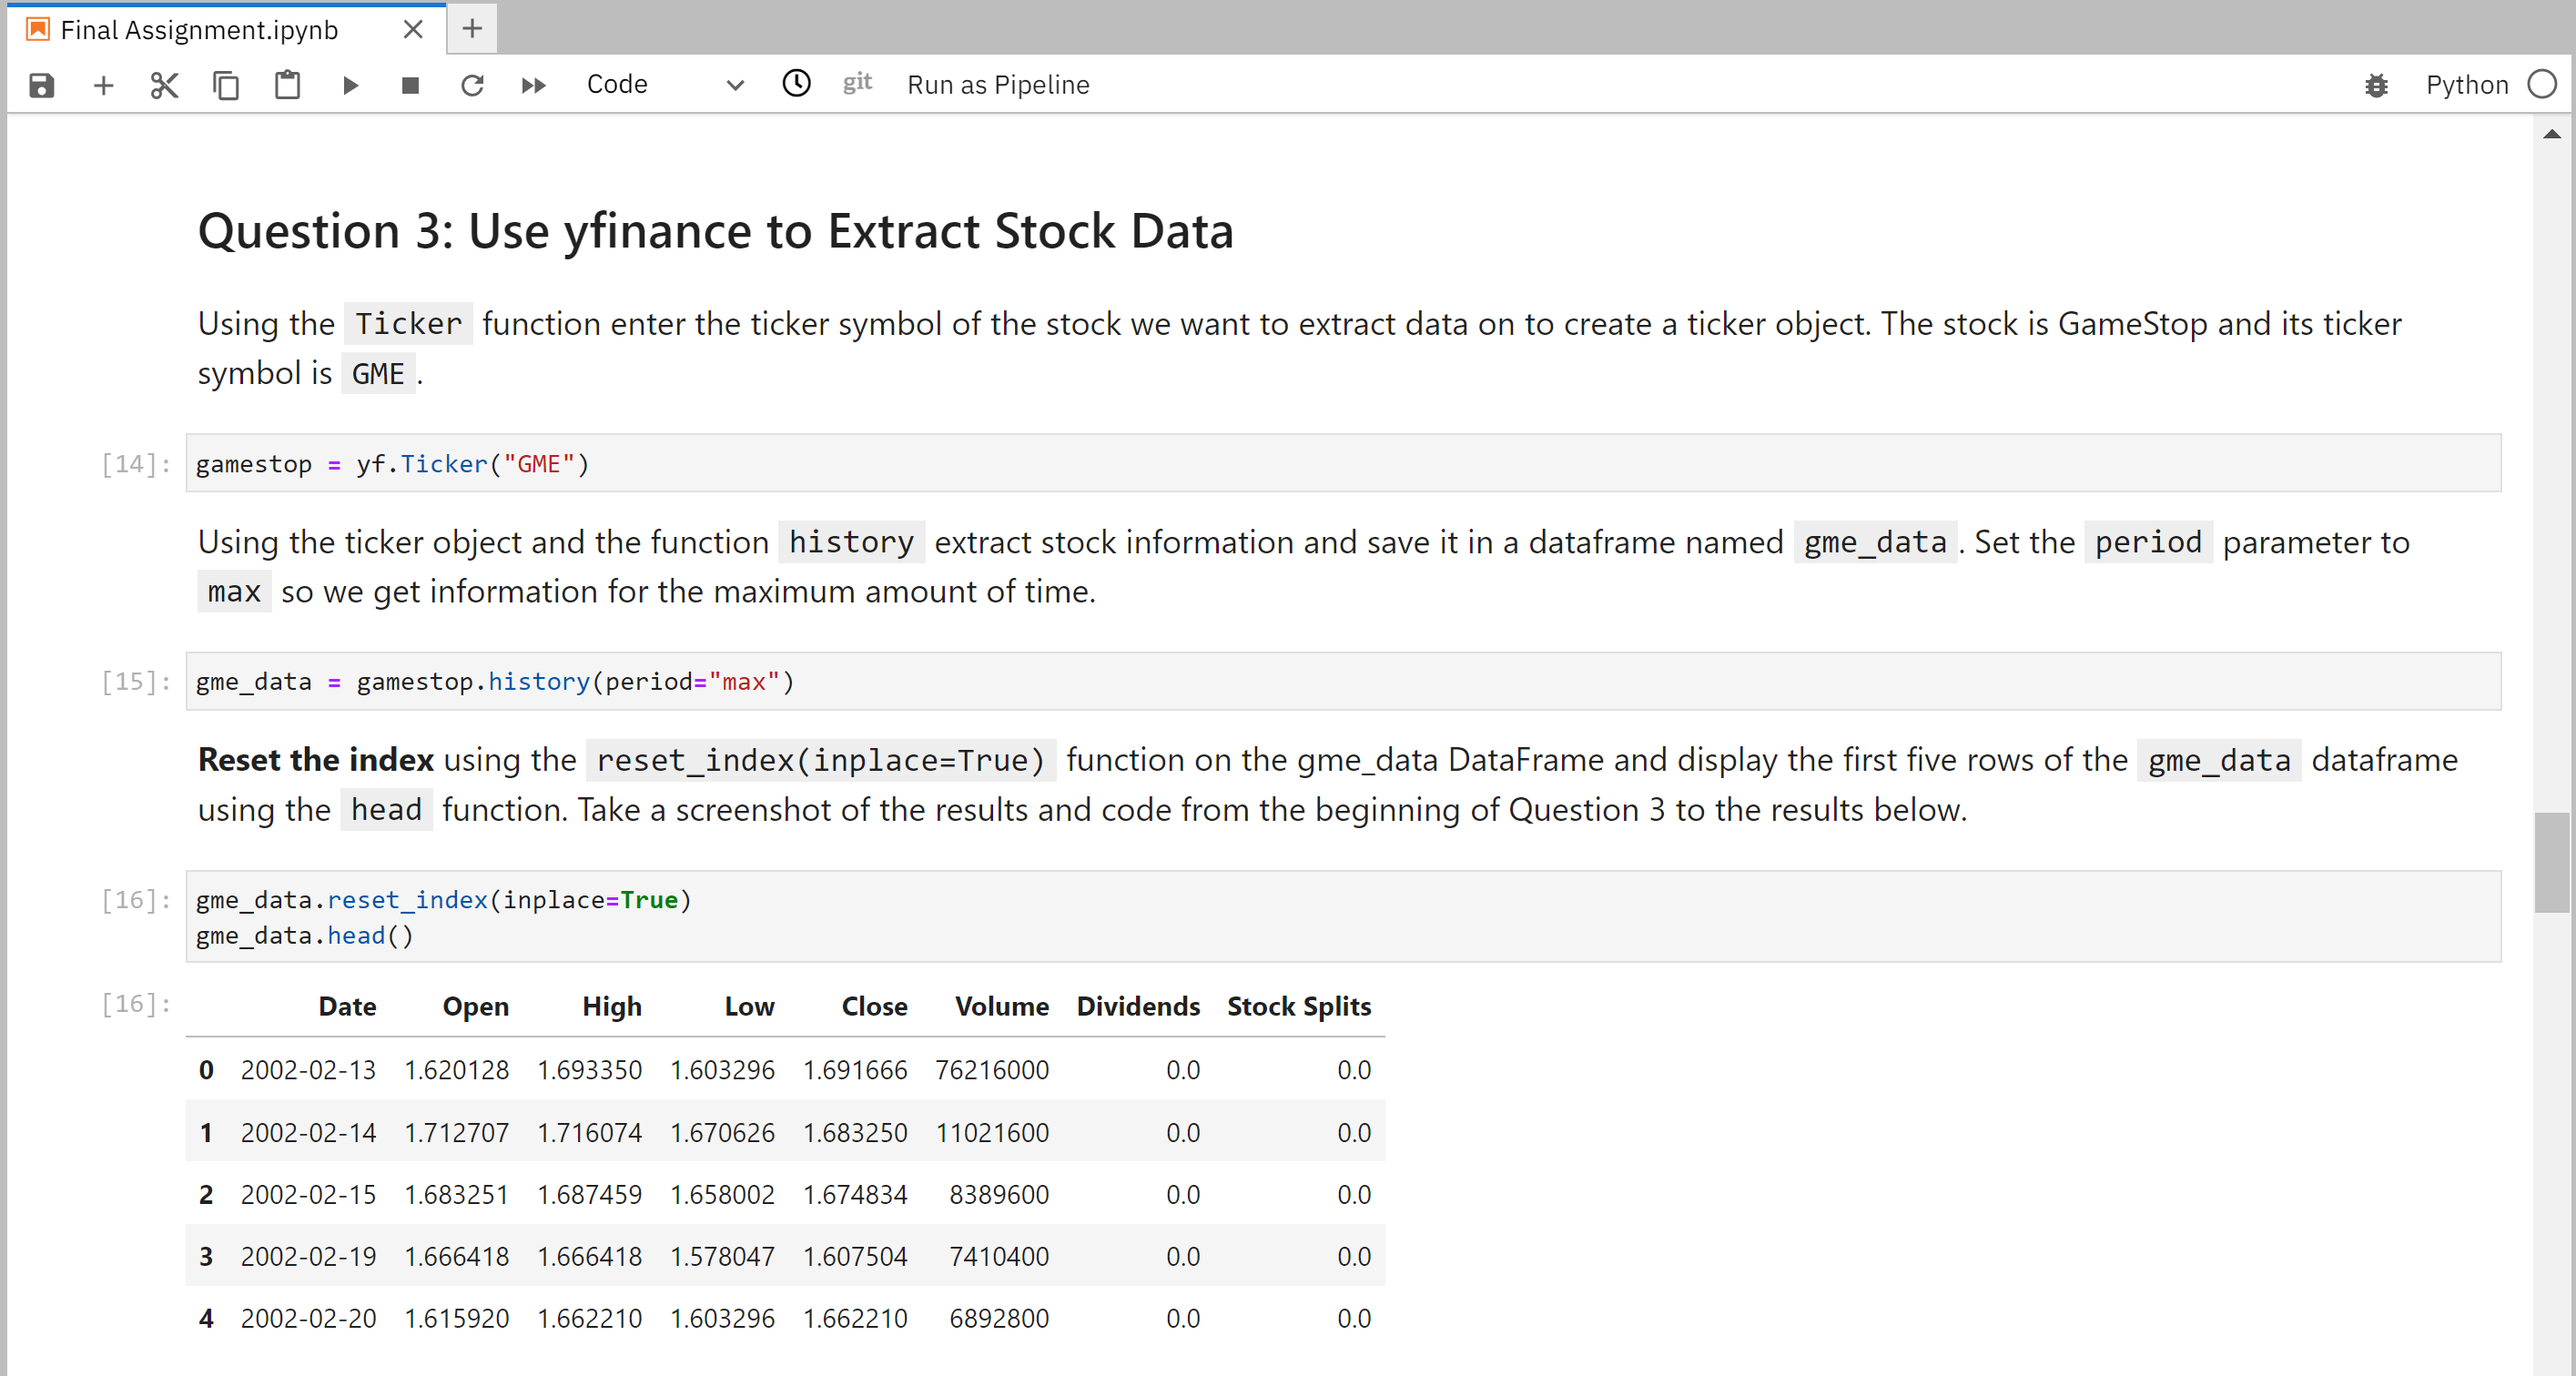 Final Assignment.ipynb
Code git Run as Pipeline Python
Question 3: Use yfinance to Extract Stock Data
Using the Ticker function enter the ticker symbol of the stock we want to extract data on to create a ticker object. The stock is GameStop and its ticker
symbol is GME .
[14]: gamestop = yf.Ticker("GME")
Using the ticker object and the function history extract stock information and save it in a dataframe named gme_data . Set the period parameter to
max so we get information for the maximum amount of time.
[15]: gme_data = gamestop.history(period="max")
Reset the index using the reset_index(inplace=True) function on the gme_data DataFrame and display the first five rows of the gme_data dataframe
using the head function. Take a screenshot of the results and code from the beginning of Question 3 to the results below.
[16]: gme_data.reset_index(inplace=True)
gme_data.head()
[16]: Date Open High Low Close Volume Dividends Stock Splits
0 2002-02-13 1.620128 1.693350 1.603296 1.691666 76216000 0.0 0.0
1 2002-02-14 1.712707 1.716074 1.670626 1.683250 11021600 0.0 0.0
2 2002-02-15 1.683251 1.687459 1.658002 1.674834 8389600 0.0 0.0
3 2002-02-19 1.666418 1.666418 1.578047 1.607504 7410400 0.0 0.0
4 2002-02-20 1.615920 1.662210 1.603296 1.662210 6892800 0.0 0.0